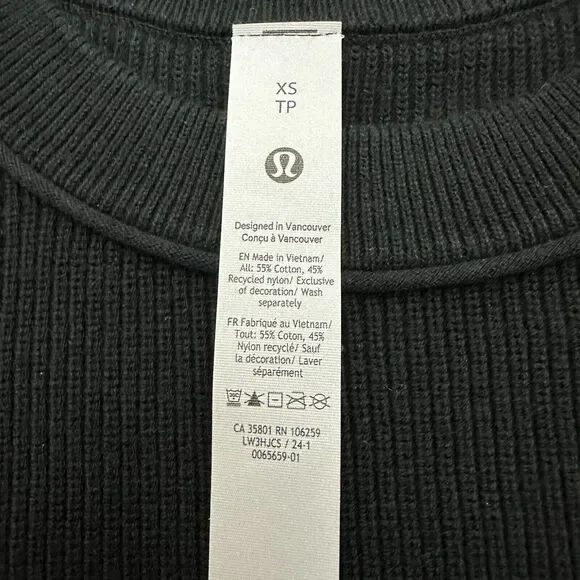 XS
TP
Designed in Vancouver
Conçu à Vancouver
EN Made in Vietnam/
All: 55% Cotton, 45%
Recycled nylon/ Exclusive
of decoration/ Wash
separately
FR Fabriqué au Vietnam/
Tout: 55% Coton, 45%
Nylon recyclé/ Sauf
la décoration/ Laver
séparément
30C
CA 35801 RN 106259
LW3HJCS / 24-1
0065659-01